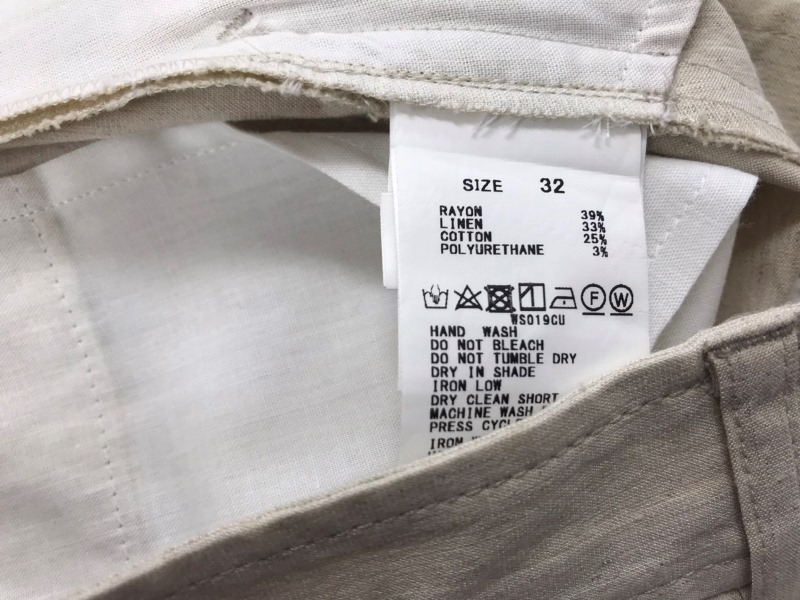 SIZE 32
RAYON 39%
LINEN 33%
COTTON 25%
POLYURETHANE 3%
F W
WS019CU
HAND WASH
DO NOT BLEACH
DO NOT TUMBLE DRY
DRY IN SHADE
IRON LOW
DRY CLEAN SHORT
MACHINE WASH
PRESS CYCLE
IRON